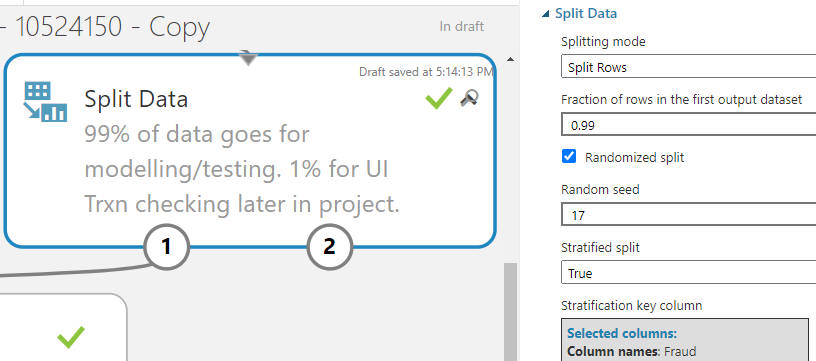 - 10524150 - Copy
In draft
Draft saved at 5:14:13 PM
Split Data
99% of data goes for
modelling/testing. 1% for UI
Trxn checking later in project.
1
2
Split Data
Splitting mode
Split Rows
Fraction of rows in the first output dataset
0.99
Randomized split
Random seed
17
Stratified split
True
Stratification key column
Selected columns:
Column names: Fraud